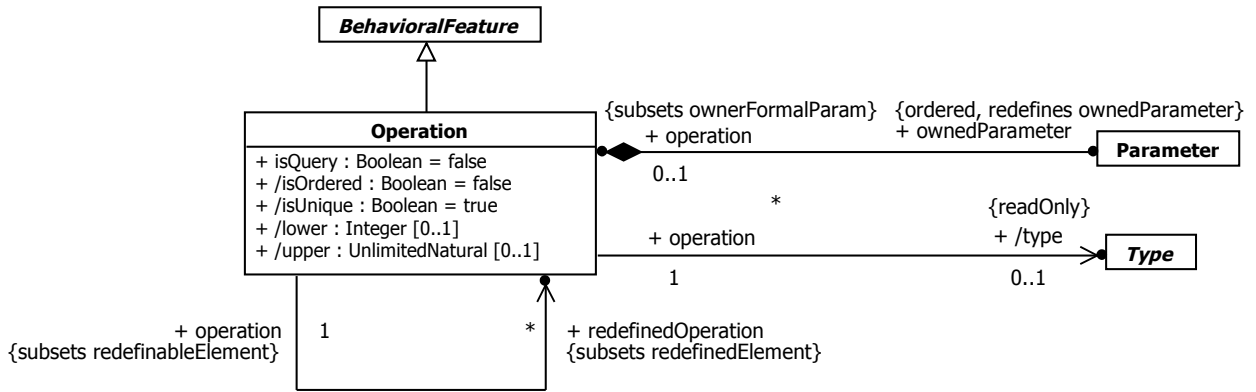 BehavioralFeature
Operation
+ isQuery : Boolean = false
+ /isOrdered : Boolean = false
+ /isUnique : Boolean = true
+ /lower : Integer [0..1]
+ /upper : UnlimitedNatural [0..1]
{subsets ownerFormalParam}
+ operation
0..1
{ordered, redefines ownedParameter}
+ ownedParameter
*
Parameter
+ operation
1
{readOnly}
+ /type
0..1
Type
+ operation
{subsets redefinableElement}
1
*
+ redefinedOperation
{subsets redefinedElement}